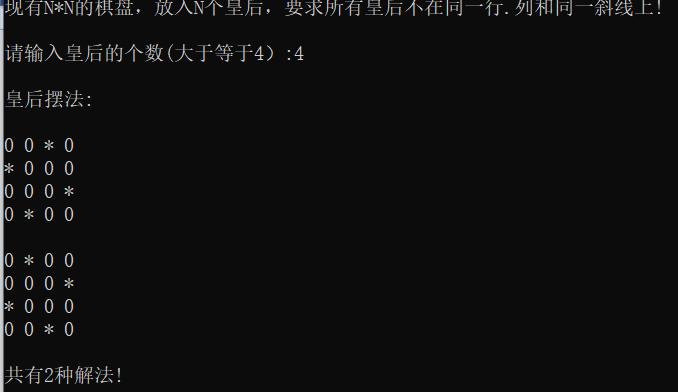 现有N*N的棋盘，放入N个皇后，要求所有皇后不在同一行.列和同一斜线上!
请输入皇后的个数(大于等于4）:4
皇后摆法:
0 0 * 0
* 0 0 0
0 0 0 *
0 * 0 0
0 * 0 0
0 0 0 *
* 0 0 0
0 0 * 0
共有2种解法!